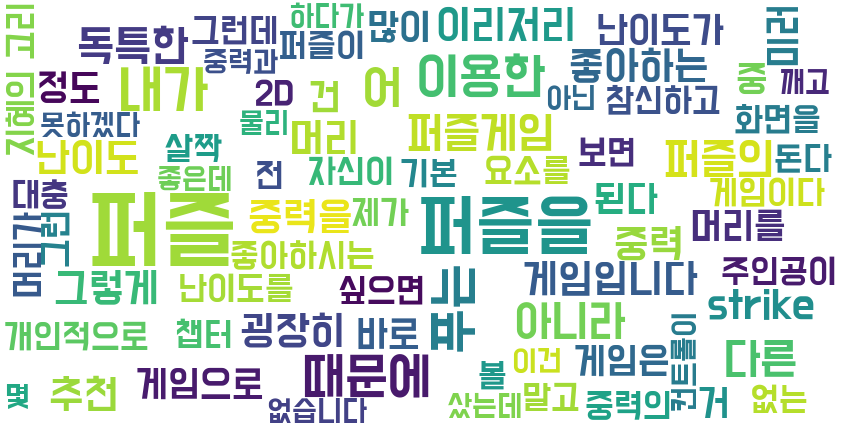 지혜인 고리
독특한
그런데
하다가
퍼즐이
중력과
많이
이리저리
난이도가
미리
정도
내가
2D
건
어
이용한
좋아하는
중
깨고
아닌
참신하고
못하겠다
물리
머리
퍼즐게임
화면을
난이도
살짝
좋은데
전
자신이
기본
요소를
보면
퍼즐인
돈다
대충
머리가
그런
퍼즐
중력을
제가
퍼즐을
된다
게임이다
머리를
중력
좋아하시는
그렇게
난이도를
싶으면
푸는
게임입니다
주인공이
strike
개인적으로
챕터
굉장히
바로
아니라
컨트롤이
다른
몇
추천
게임으로
때문에
볼
이건
게임은
없습니다
샀는데
말고
중력의
거
없는